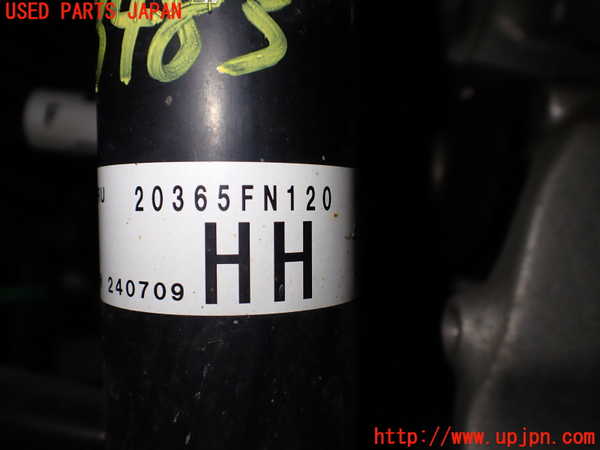 USED PARTS JAPAN
U 20365FN120
HH
240709
http://www.upjpn.com/